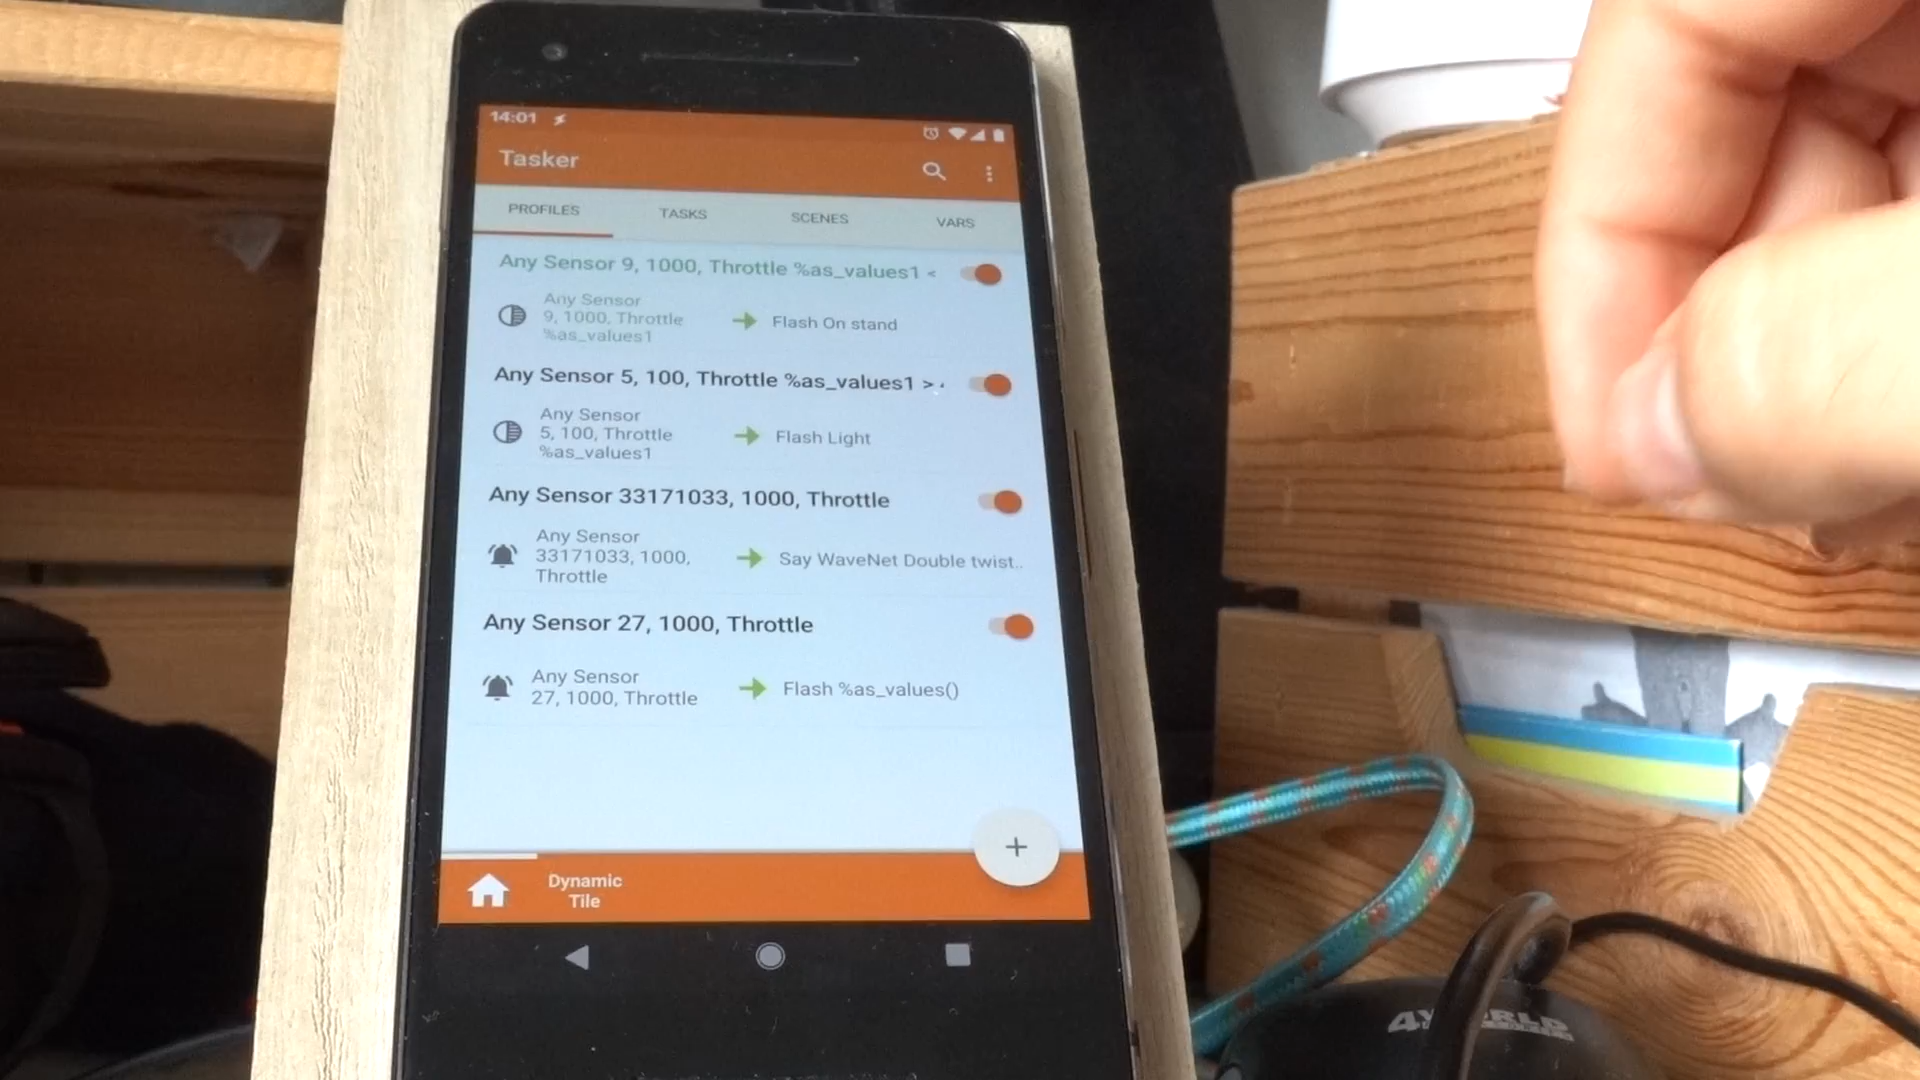 14:01
Tasker
PROFILES TASKS SCENES VARS
Any Sensor 9, 1000, Throttle %as_values1 <
Any Sensor
9, 1000, Throttle
%as_values1
Flash On stand
Any Sensor 5, 100, Throttle %as_values1 >
Any Sensor
5, 100, Throttle
%as_values1
Flash Light
Any Sensor 33171033, 1000, Throttle
Any Sensor
33171033, 1000,
Throttle
Say WaveNet Double twist..
Any Sensor 27, 1000, Throttle
Any Sensor
27, 1000, Throttle
Flash %as_values()
+
Dynamic
Tile